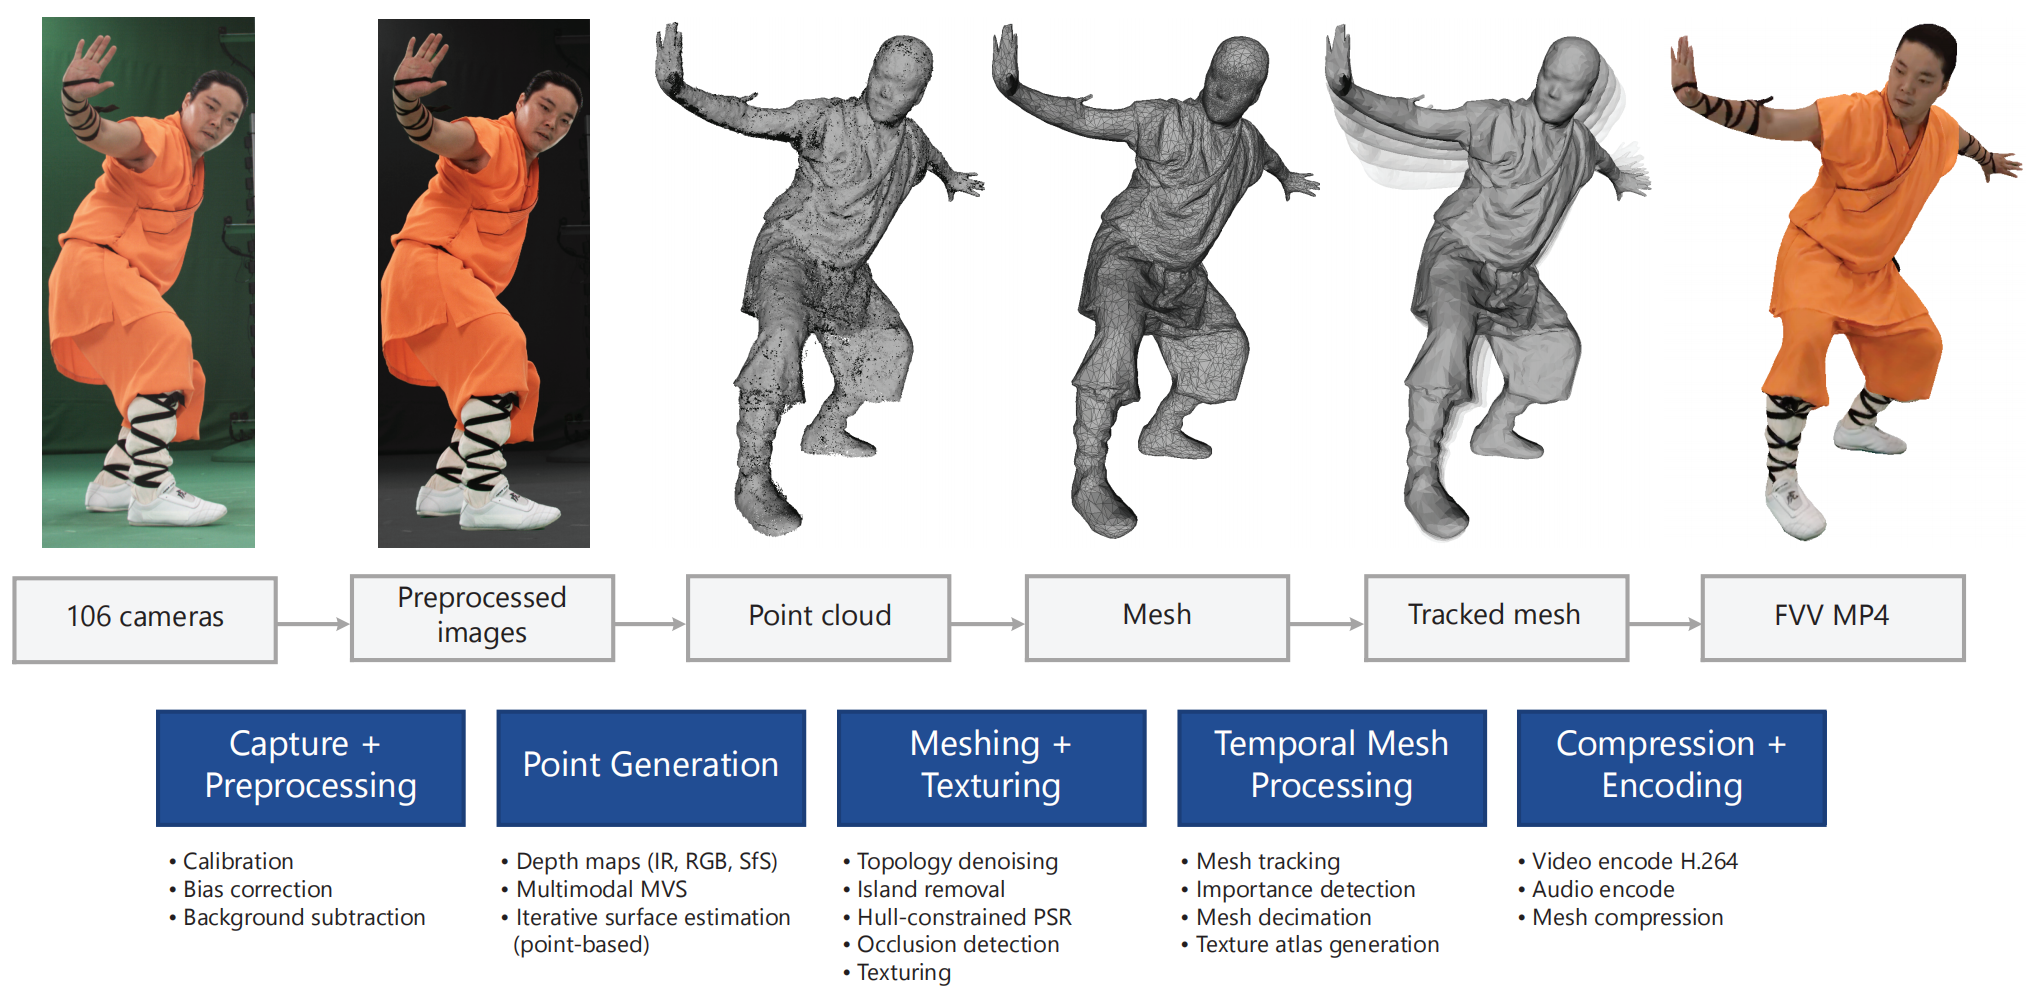 106 cameras
Preprocessed
images
Point cloud
Mesh
Tracked mesh
FVV MP4
Capture +
Preprocessing
Point Generation
Meshing +
Texturing
Temporal Mesh
Processing
Compression +
Encoding
• Calibration
• Bias correction
• Background subtraction
• Depth maps (IR, RGB, SfS)
• Multimodal MVS
• Iterative surface estimation
(point-based)
• Topology denoising
• Island removal
• Hull-constrained PSR
• Occlusion detection
• Texturing
• Mesh tracking
• Importance detection
• Mesh decimation
• Texture atlas generation
• Video encode H.264
• Audio encode
• Mesh compression